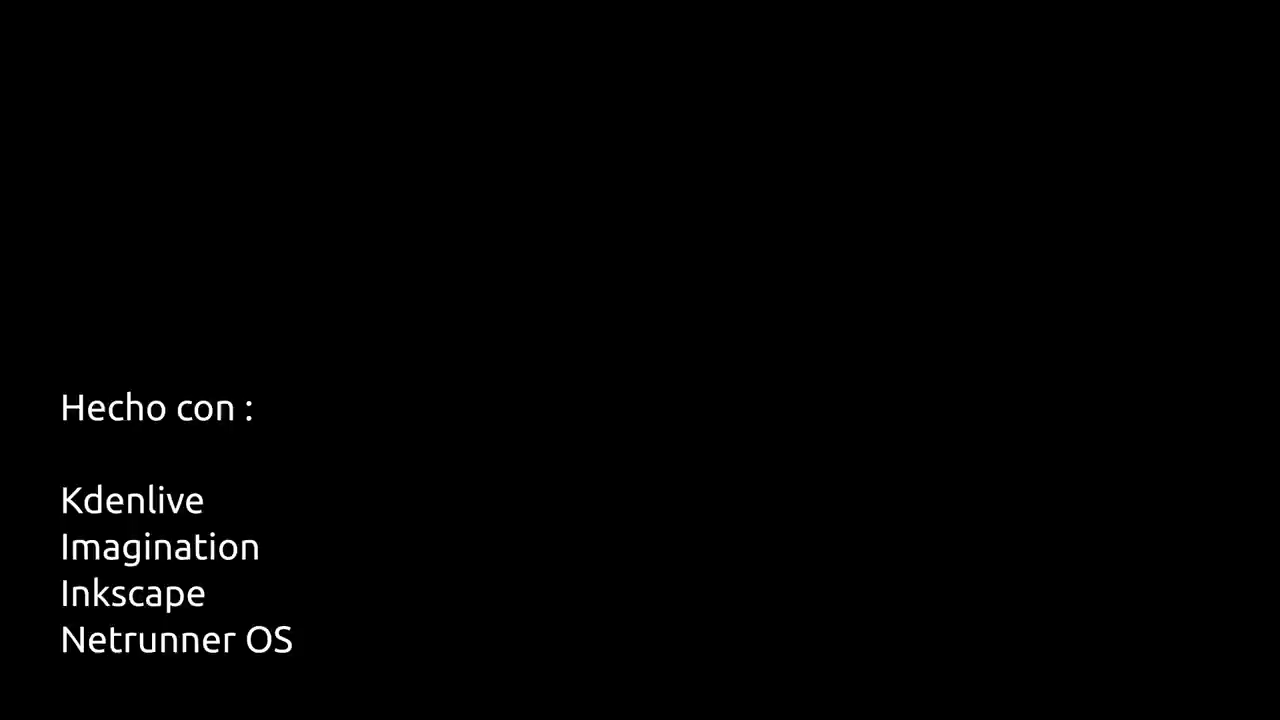 Hecho con :
Kdenlive
Imagination
Inkscape
Netrunner OS